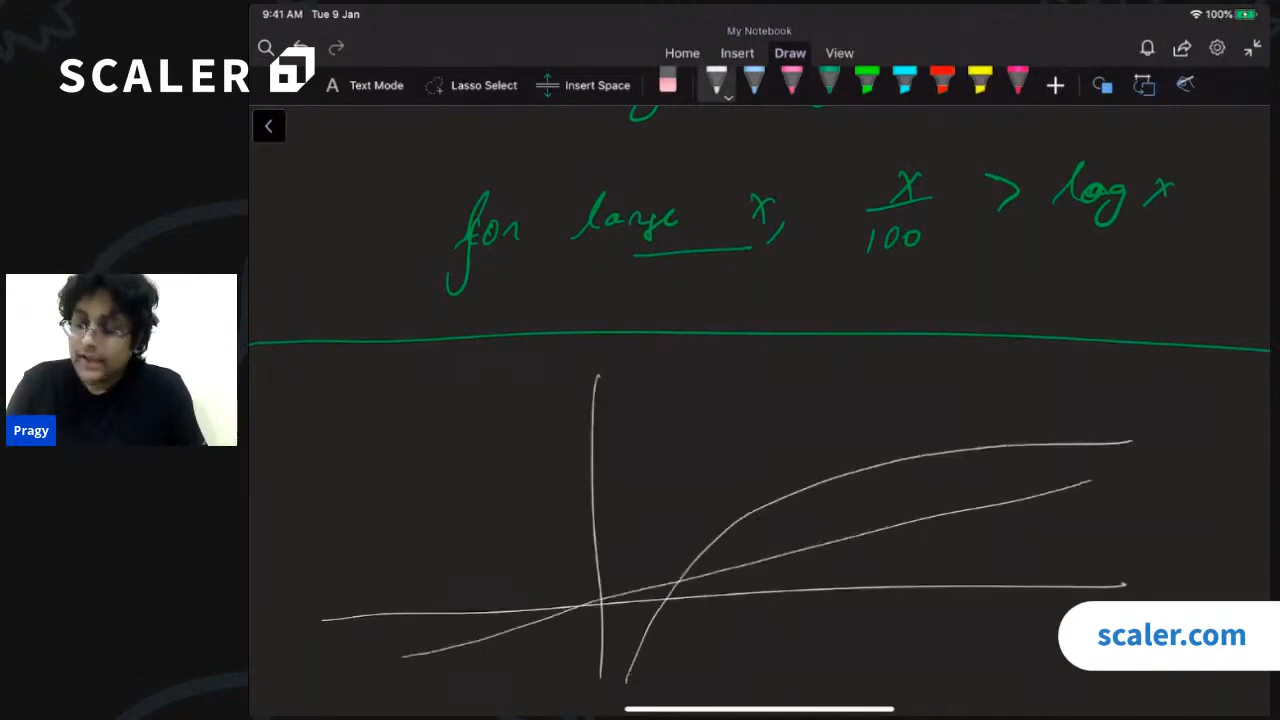 9:41 AM Tue 9 Jan
100%
My Notebook
Home Insert Draw View
SCALER
A Text Mode Lasso Select Insert Space
for large x, x/100 > log x
Pragy
scaler.com